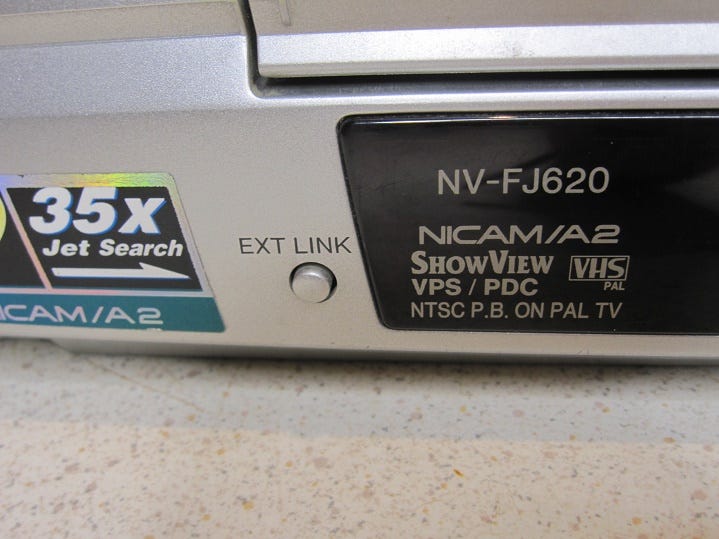 35x
Jet Search
NICAM/A2
EXT LINK
NV-FJ620
NICAM/A2
SHOWVIEW
VHS
PAL
VPS / PDC
NTSC P.B. ON PAL TV